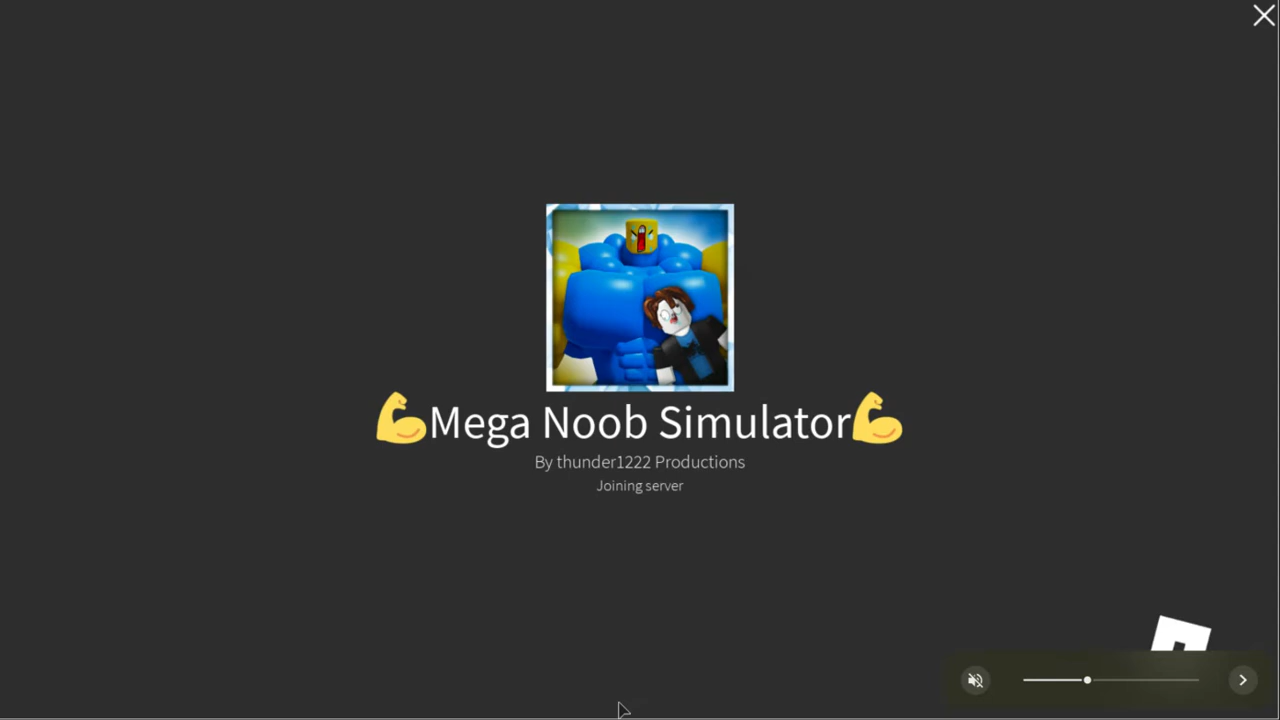 💪Mega Noob Simulator💪
By thunder1222 Productions
Joining server